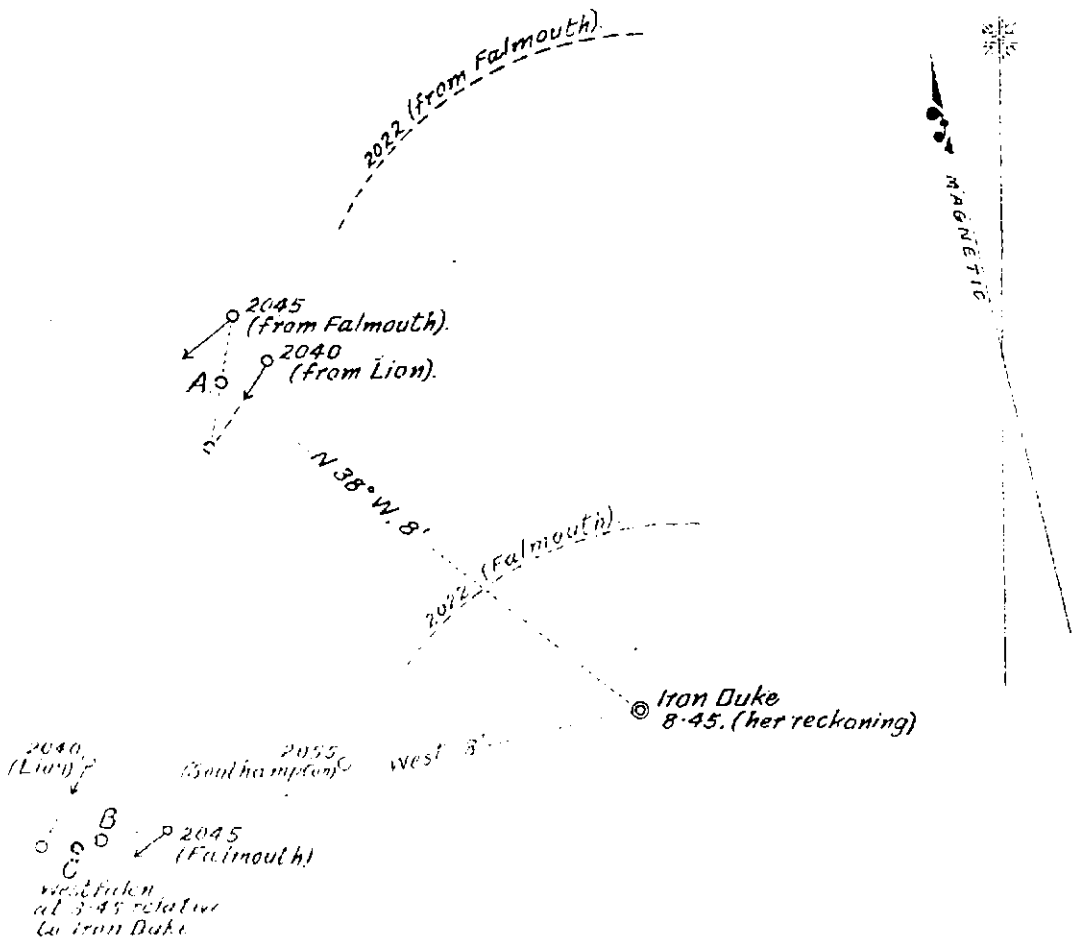 2022 (from Falmouth).
MAGNETIC
2045
(from Falmouth).
2040
(from Lion).
A
N 38° W. 8'
2022 (Falmouth).
Iron Duke
8·45. (her reckoning)
West 8'
2055
(Southampton)
2040
(Lion)
B
2045
(Falmouth)
C
Westfalen
at 8·45 relative
to Iron Duke